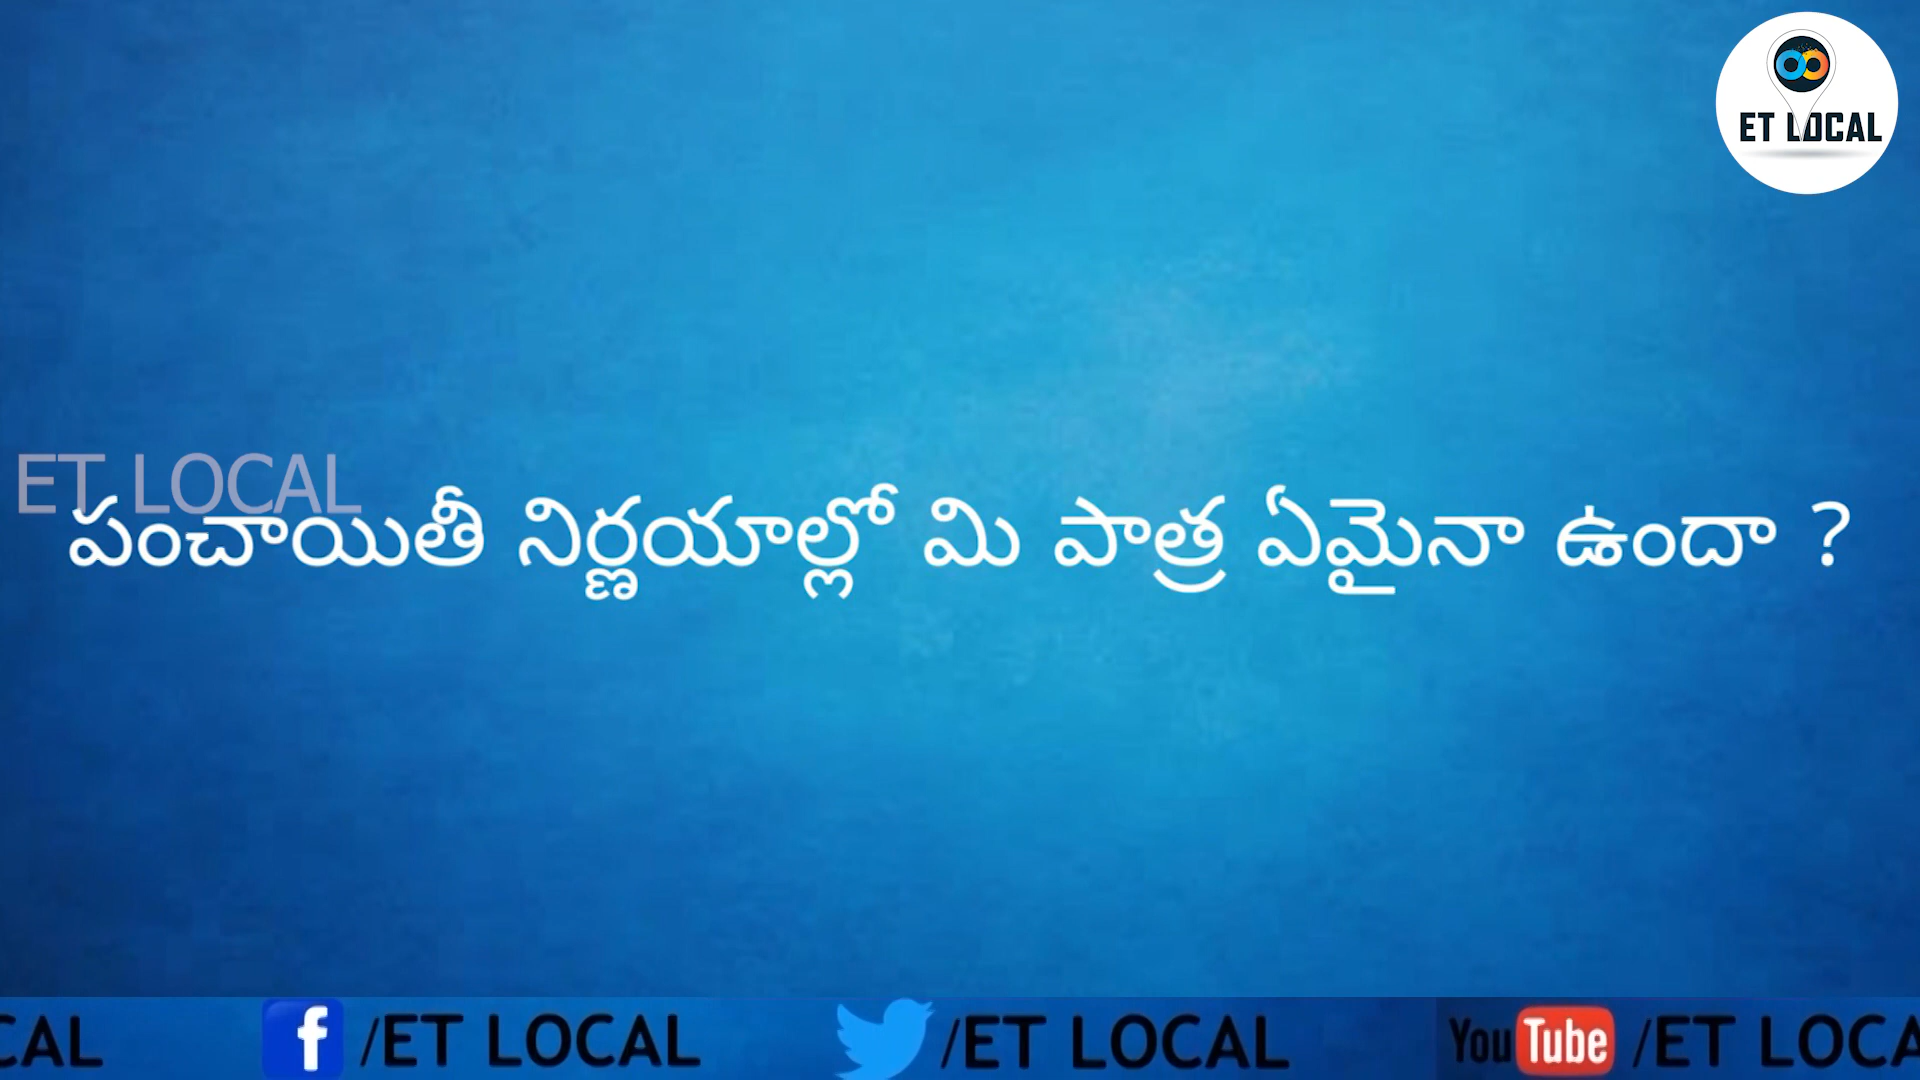 ET LOCAL
ET LOCAL
పంచాయితీ నిర్ణయాల్లో మి పాత్ర ఏమైనా ఉందా ?
CAL /ET LOCAL /ET LOCAL YouTube /ET LOCA